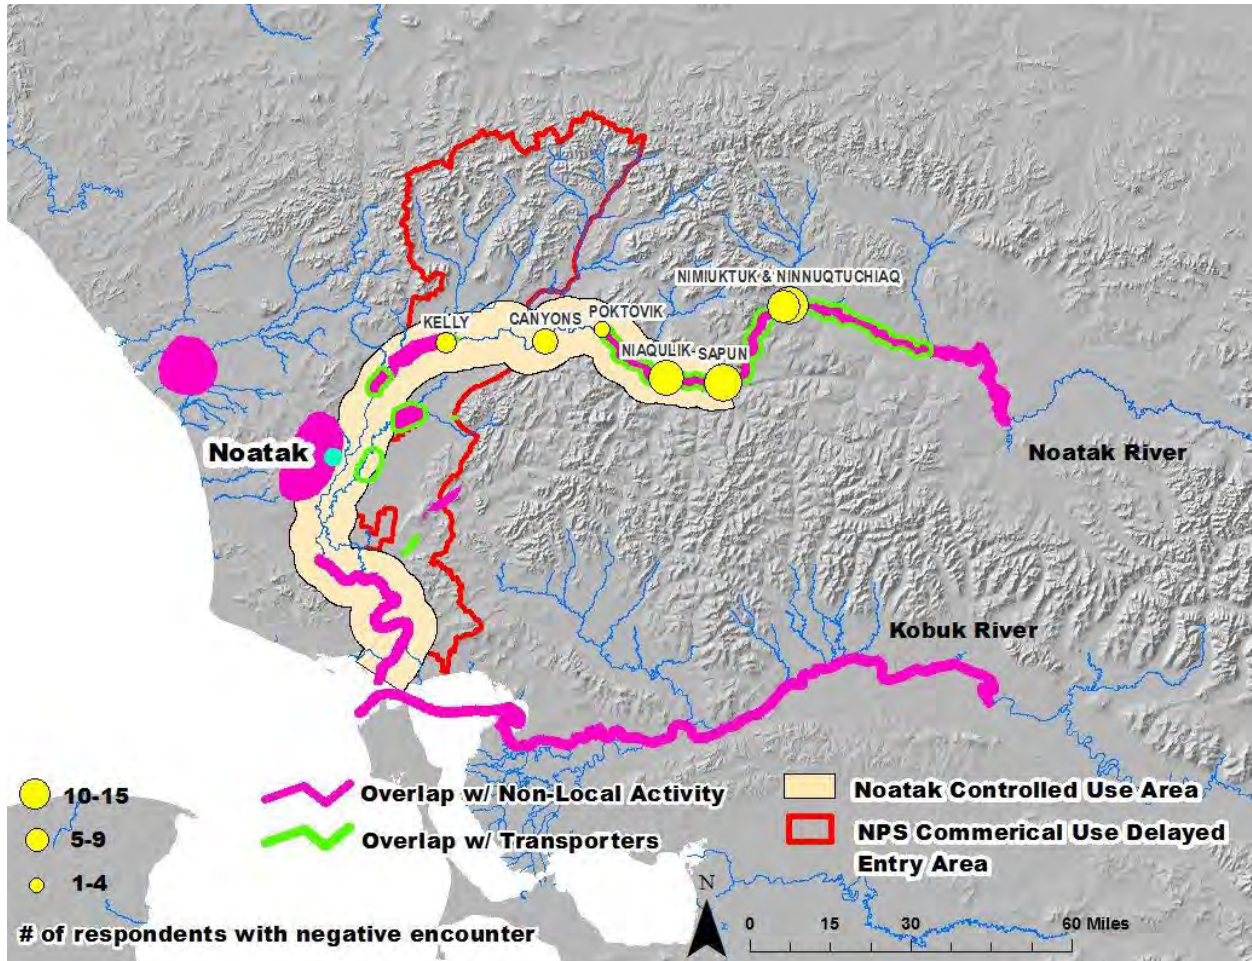 NIMIUKTUK & NINNUQTUCHIAQ
KELLY
CANYONS
POKTOVIK
NIAQULIK
SAPUN
Noatak
Noatak River
Kobuk River
10-15
5-9
1-4
# of respondents with negative encounter
Overlap w/ Non-Local Activity
Overlap w/ Transporters
Noatak Controlled Use Area
NPS Commerical Use Delayed
Entry Area
N
0 15 30 60 Miles